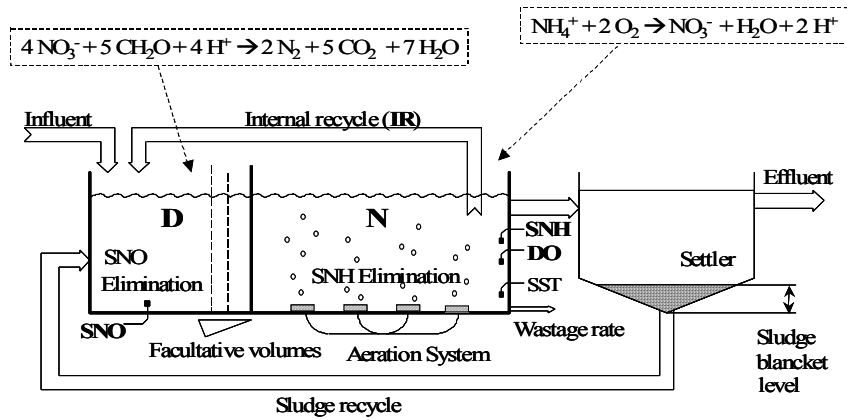 4 NO₃⁻ + 5 CH₂O + 4 H⁺ → 2 N₂ + 5 CO₂ + 7 H₂O
NH₄⁺ + 2 O₂ → NO₃⁻ + H₂O + 2 H⁺
Influent
Internal recycle (IR)
Effluent
D
N
SNH
DO
SST
SNO
Elimination
SNH Elimination
Settler
SNO
Wastage rate
Facultative volumes
Aeration System
Sludge
blancket
level
Sludge recycle